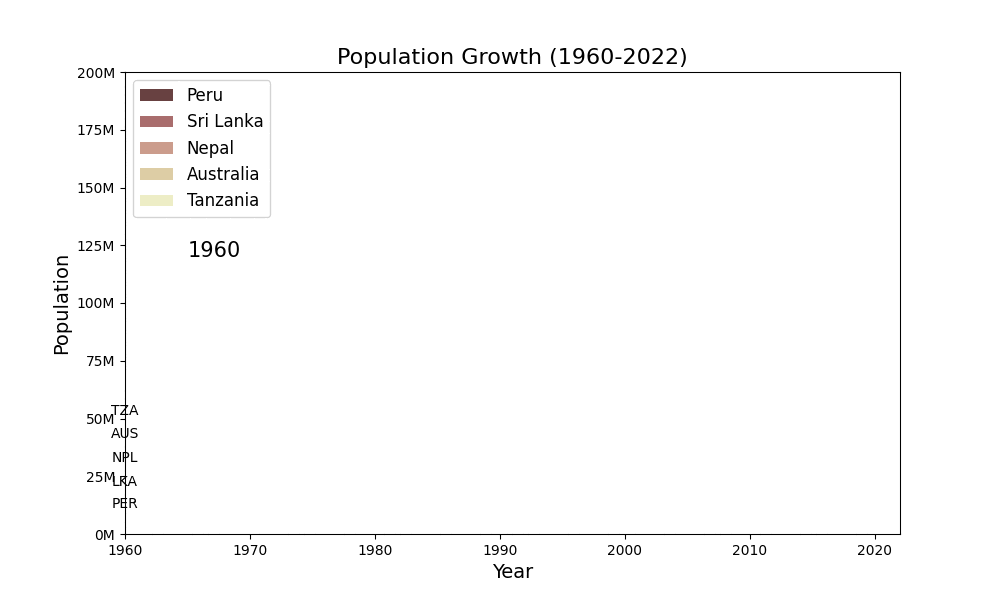 Population Growth (1960-2022)
200M
175M
150M
125M
100M
75M
50M
25M
0M
Population
Peru
Sri Lanka
Nepal
Australia
Tanzania
1960
TZA
AUS
NPL
LKA
PER
1960
1970
1980
1990
2000
2010
2020
Year